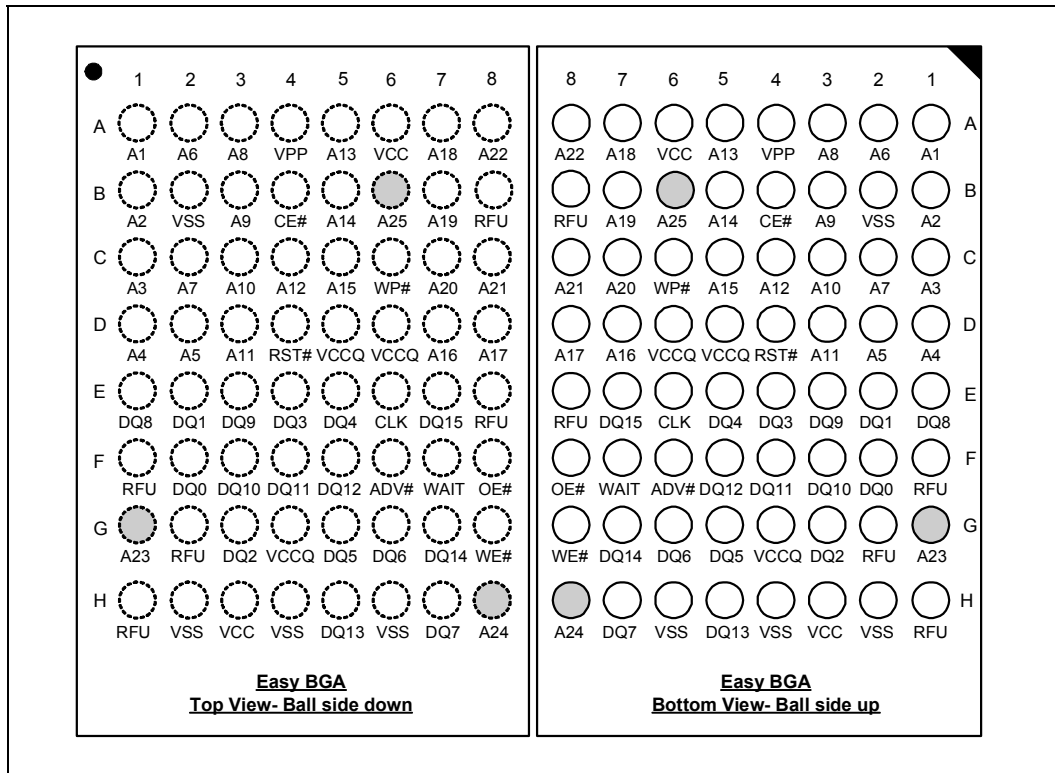 1 2 3 4 5 6 7 8
A
A1 A6 A8 VPP A13 VCC A18 A22
B
A2 VSS A9 CE# A14 A25 A19 RFU
C
A3 A7 A10 A12 A15 WP# A20 A21
D
A4 A5 A11 RST# VCCQ VCCQ A16 A17
E
DQ8 DQ1 DQ9 DQ3 DQ4 CLK DQ15 RFU
F
RFU DQ0 DQ10 DQ11 DQ12 ADV# WAIT OE#
G
A23 RFU DQ2 VCCQ DQ5 DQ6 DQ14 WE#
H
RFU VSS VCC VSS DQ13 VSS DQ7 A24
Easy BGA
Top View- Ball side down
8 7 6 5 4 3 2 1
A
A22 A18 VCC A13 VPP A8 A6 A1
B
RFU A19 A25 A14 CE# A9 VSS A2
C
A21 A20 WP# A15 A12 A10 A7 A3
D
A17 A16 VCCQ VCCQ RST# A11 A5 A4
E
RFU DQ15 CLK DQ4 DQ3 DQ9 DQ1 DQ8
F
OE# WAIT ADV# DQ12 DQ11 DQ10 DQ0 RFU
G
WE# DQ14 DQ6 DQ5 VCCQ DQ2 RFU A23
H
A24 DQ7 VSS DQ13 VSS VCC VSS RFU
Easy BGA
Bottom View- Ball side up